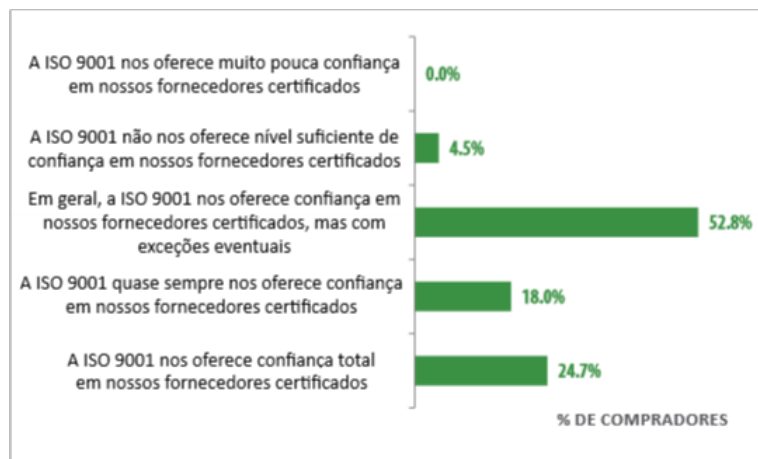 A ISO 9001 nos oferece muito pouca confiança
em nossos fornecedores certificados
0.0%
A ISO 9001 não nos oferece nível suficiente de
confiança em nossos fornecedores certificados
4.5%
Em geral, a ISO 9001 nos oferece confiança em
nossos fornecedores certificados, mas com
exceções eventuais
52.8%
A ISO 9001 quase sempre nos oferece confiança
em nossos fornecedores certificados
18.0%
A ISO 9001 nos oferece confiança total
em nossos fornecedores certificados
24.7%
% DE COMPRADORES